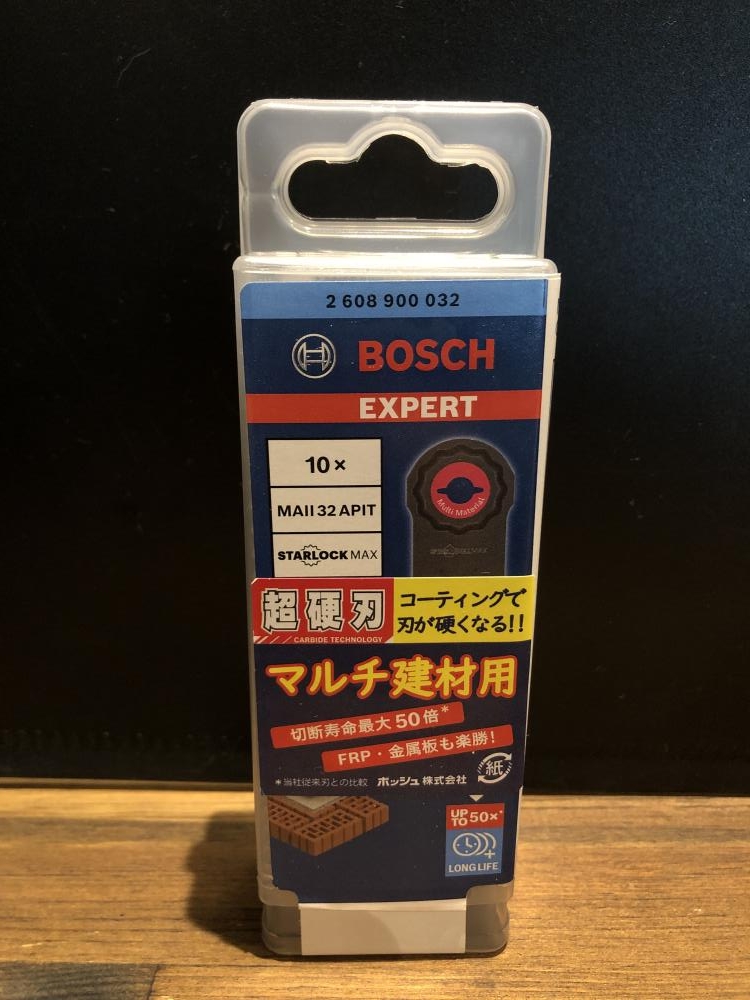 2 608 900 032
BOSCH
EXPERT
10×
MAII 32 APIT
STARLOCK MAX
Multi Material
超硬刃
CARBIDE TECHNOLOGY
コーティングで
刃が硬くなる!!
マルチ建材用
切断寿命最大50倍*
FRP・金属板も楽勝!
*当社従来刃との比較 ボッシュ株式会社
紙
UP TO 50×*
LONG LIFE